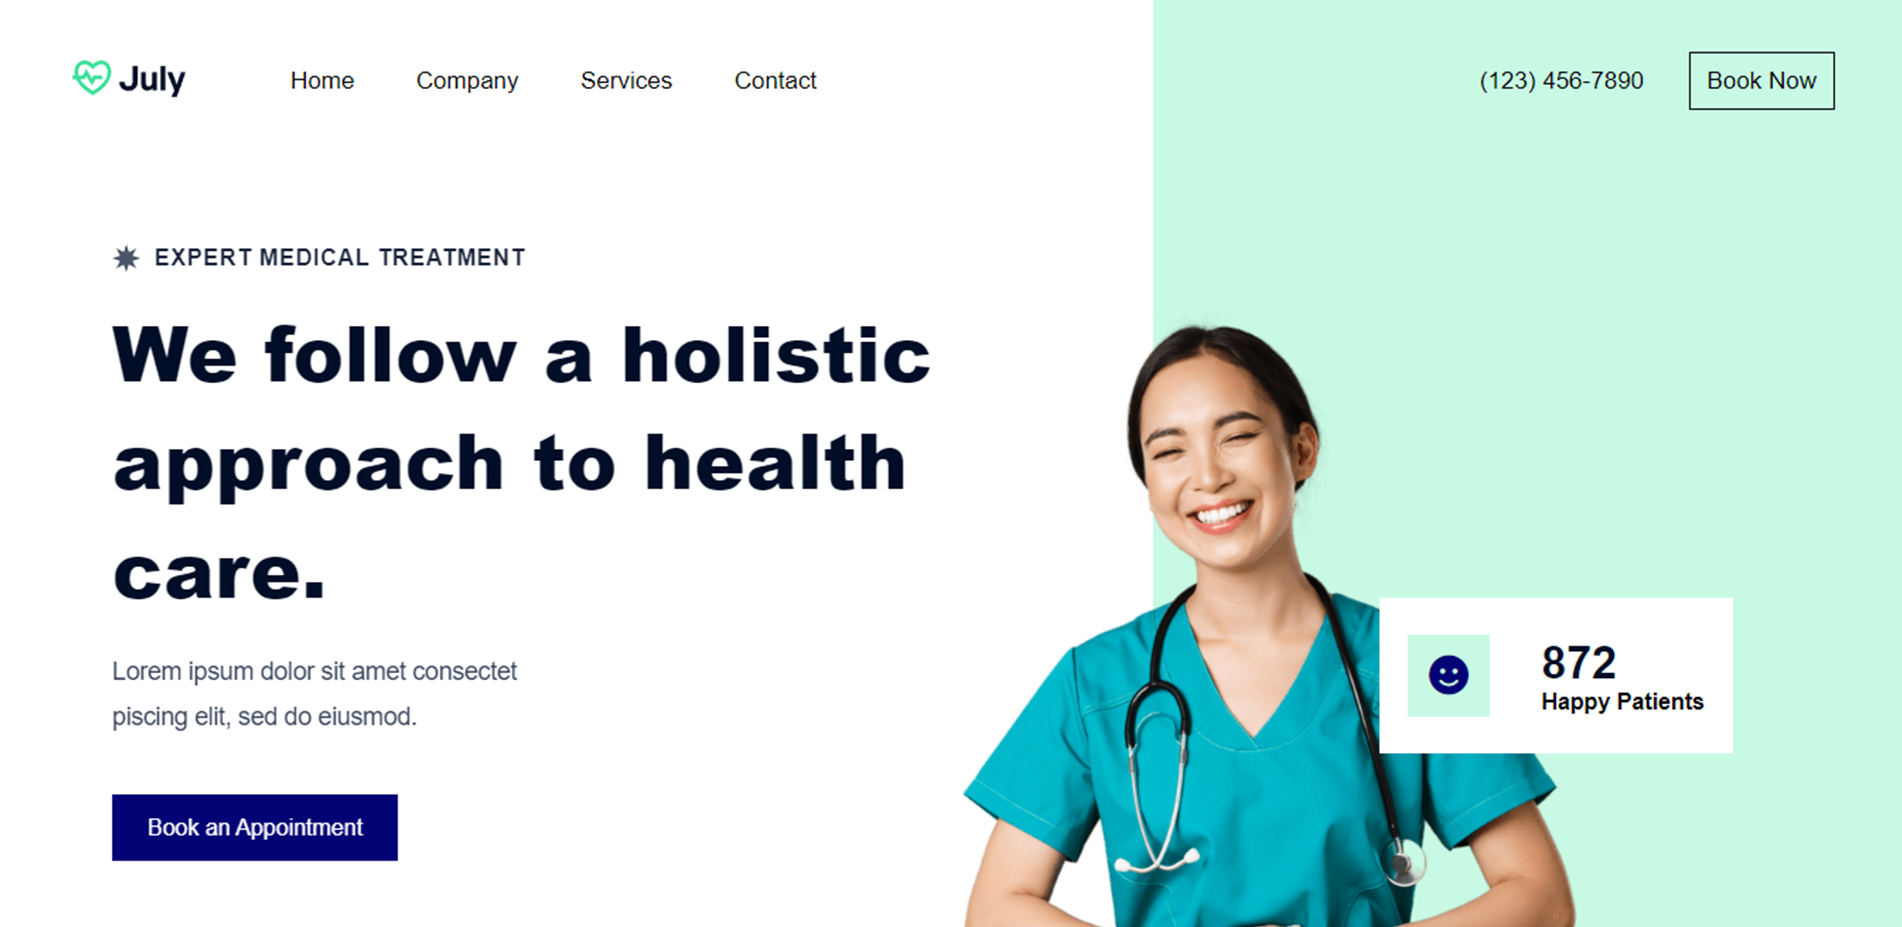 July
Home
Company
Services
Contact
(123) 456-7890
Book Now
EXPERT MEDICAL TREATMENT
We follow a holistic
approach to health
care.
Lorem ipsum dolor sit amet consectet
piscing elit, sed do eiusmod.
Book an Appointment
872
Happy Patients